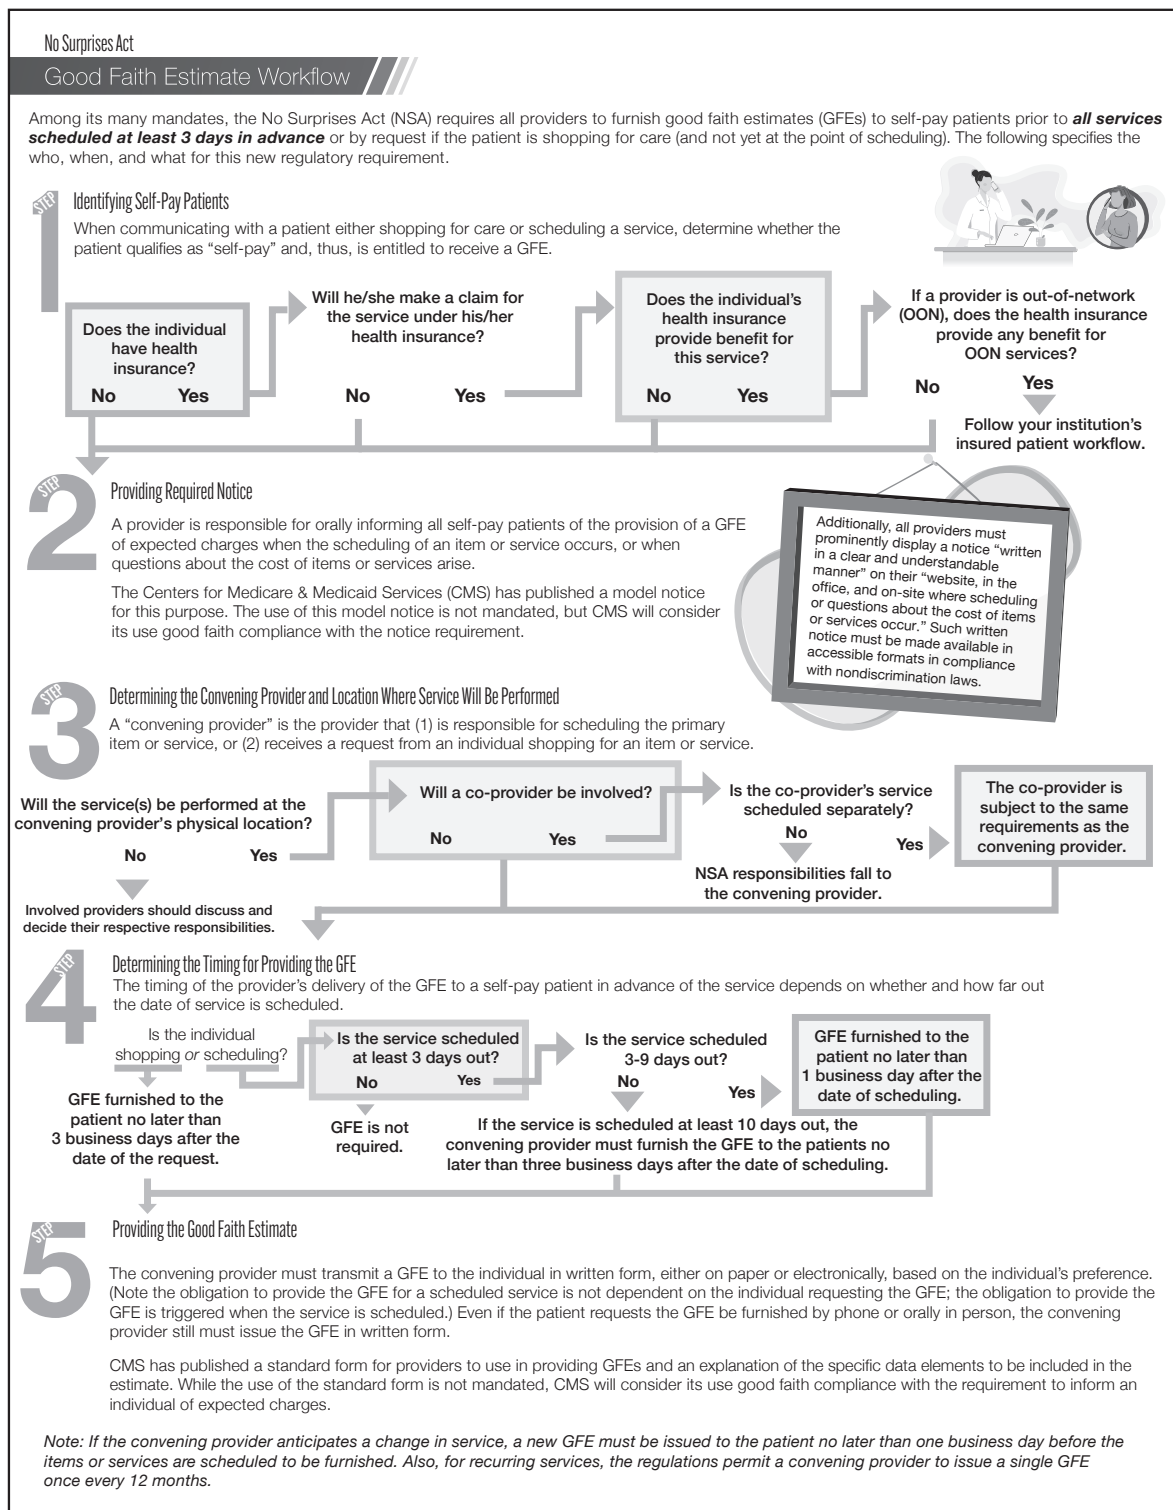 No Surprises Act
Good Faith Estimate Workflow
Among its many mandates, the No Surprises Act (NSA) requires all providers to furnish good faith estimates (GFEs) to self-pay patients prior to all services
scheduled at least 3 days in advance or by request if the patient is shopping for care (and not yet at the point of scheduling). The following specifies the
who, when, and what for this new regulatory requirement.
STEP
1
Identifying Self-Pay Patients
When communicating with a patient either shopping for care or scheduling a service, determine whether the
patient qualifies as “self-pay” and, thus, is entitled to receive a GFE.
Does the individual
have health
insurance?
No Yes
Will he/she make a claim for
the service under his/her
health insurance?
No Yes
Does the individual’s
health insurance
provide benefit for
this service?
No Yes
If a provider is out-of-network
(OON), does the health insurance
provide any benefit for
OON services?
No Yes
Follow your institution’s
insured patient workflow.
STEP
2
Providing Required Notice
A provider is responsible for orally informing all self-pay patients of the provision of a GFE
of expected charges when the scheduling of an item or service occurs, or when
questions about the cost of items or services arise.
The Centers for Medicare & Medicaid Services (CMS) has published a model notice
for this purpose. The use of this model notice is not mandated, but CMS will consider
its use good faith compliance with the notice requirement.
Additionally, all providers must
prominently display a notice “written
in a clear and understandable
manner” on their “website, in the
office, and on-site where scheduling
or questions about the cost of items
or services occur.” Such written
notice must be made available in
accessible formats in compliance
with nondiscrimination laws.
STEP
3
Determining the Convening Provider and Location Where Service Will Be Performed
A “convening provider” is the provider that (1) is responsible for scheduling the primary
item or service, or (2) receives a request from an individual shopping for an item or service.
Will the service(s) be performed at the
convening provider’s physical location?
No Yes
Involved providers should discuss and
decide their respective responsibilities.
Will a co-provider be involved?
No Yes
Is the co-provider’s service
scheduled separately?
No
Yes
NSA responsibilities fall to
the convening provider.
The co-provider is
subject to the same
requirements as the
convening provider.
STEP
4
Determining the Timing for Providing the GFE
The timing of the provider’s delivery of the GFE to a self-pay patient in advance of the service depends on whether and how far out
the date of service is scheduled.
Is the individual
shopping or scheduling?
GFE furnished to the
patient no later than
3 business days after the
date of the request.
Is the service scheduled
at least 3 days out?
No Yes
GFE is not
required.
Is the service scheduled
3-9 days out?
No
Yes
If the service is scheduled at least 10 days out, the
convening provider must furnish the GFE to the patients no
later than three business days after the date of scheduling.
GFE furnished to the
patient no later than
1 business day after the
date of scheduling.
STEP
5
Providing the Good Faith Estimate
The convening provider must transmit a GFE to the individual in written form, either on paper or electronically, based on the individual’s preference.
(Note the obligation to provide the GFE for a scheduled service is not dependent on the individual requesting the GFE; the obligation to provide the
GFE is triggered when the service is scheduled.) Even if the patient requests the GFE be furnished by phone or orally in person, the convening
provider still must issue the GFE in written form.
CMS has published a standard form for providers to use in providing GFEs and an explanation of the specific data elements to be included in the
estimate. While the use of the standard form is not mandated, CMS will consider its use good faith compliance with the requirement to inform an
individual of expected charges.
Note: If the convening provider anticipates a change in service, a new GFE must be issued to the patient no later than one business day before the
items or services are scheduled to be furnished. Also, for recurring services, the regulations permit a convening provider to issue a single GFE
once every 12 months.